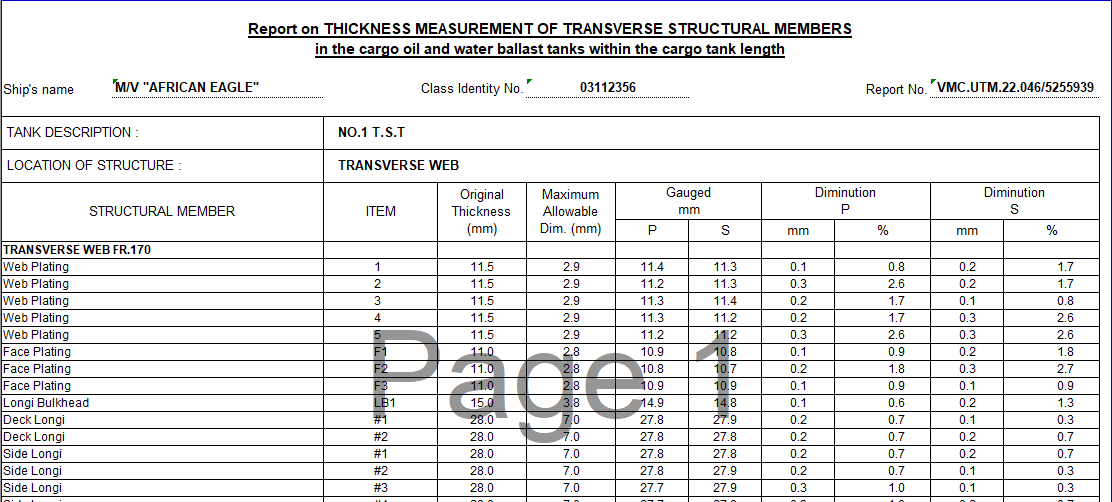 Report on THICKNESS MEASUREMENT OF TRANSVERSE STRUCTURAL MEMBERS
in the cargo oil and water ballast tanks within the cargo tank length
Ship's name M/V "AFRICAN EAGLE" Class Identity No. 03112356 Report No. VMC.UTM.22.046/5255939
TANK DESCRIPTION : NO.1 T.S.T
LOCATION OF STRUCTURE : TRANSVERSE WEB
STRUCTURAL MEMBER ITEM Original Thickness (mm) Maximum Allowable Dim. (mm) Gauged mm Diminution P Diminution S
P S mm % mm %
TRANSVERSE WEB FR.170
Web Plating 1 11.5 2.9 11.4 11.3 0.1 0.8 0.2 1.7
Web Plating 2 11.5 2.9 11.2 11.3 0.3 2.6 0.2 1.7
Web Plating 3 11.5 2.9 11.3 11.4 0.2 1.7 0.1 0.8
Web Plating 4 11.5 2.9 11.3 11.2 0.2 1.7 0.3 2.6
Web Plating 5 11.5 2.9 11.2 11.2 0.3 2.6 0.3 2.6
Face Plating F1 11.0 2.8 10.9 10.8 0.1 0.9 0.2 1.8
Face Plating F2 11.0 2.8 10.8 10.7 0.2 1.8 0.3 2.7
Face Plating F3 11.0 2.8 10.9 10.9 0.1 0.9 0.1 0.9
Longi Bulkhead LB1 15.0 3.8 14.9 14.8 0.1 0.6 0.2 1.3
Deck Longi #1 28.0 7.0 27.8 27.9 0.2 0.7 0.1 0.3
Deck Longi #2 28.0 7.0 27.8 27.8 0.2 0.7 0.2 0.7
Side Longi #1 28.0 7.0 27.8 27.8 0.2 0.7 0.2 0.7
Side Longi #2 28.0 7.0 27.8 27.9 0.2 0.7 0.1 0.3
Side Longi #3 28.0 7.0 27.7 27.9 0.3 1.0 0.1 0.3
Page 1